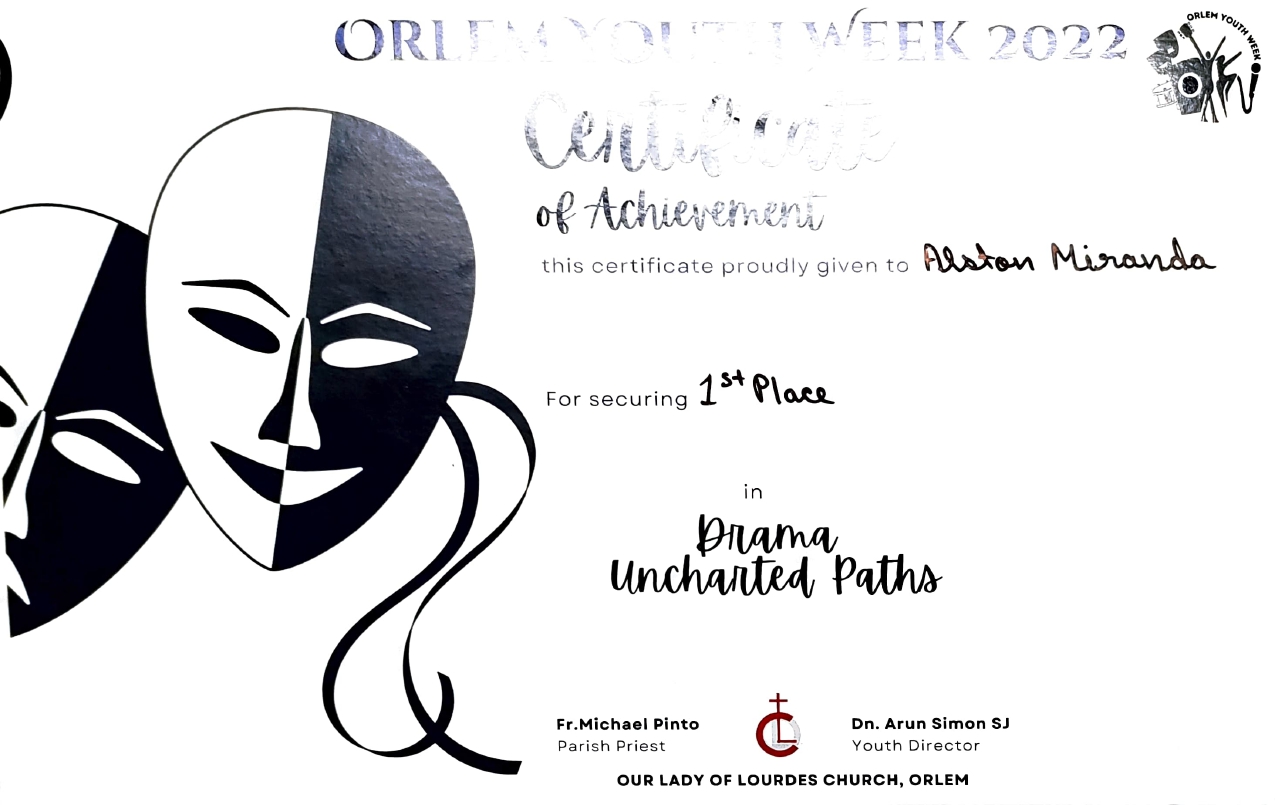 ORLEM YOUTH WEEK 2022
ORLEM YOUTH WEEK
Certificate
of Achievement
this certificate proudly given to Alston Miranda
For securing 1st Place
in
Drama
Uncharted Paths
Fr.Michael Pinto
Parish Priest
Dn. Arun Simon SJ
Youth Director
OUR LADY OF LOURDES CHURCH, ORLEM